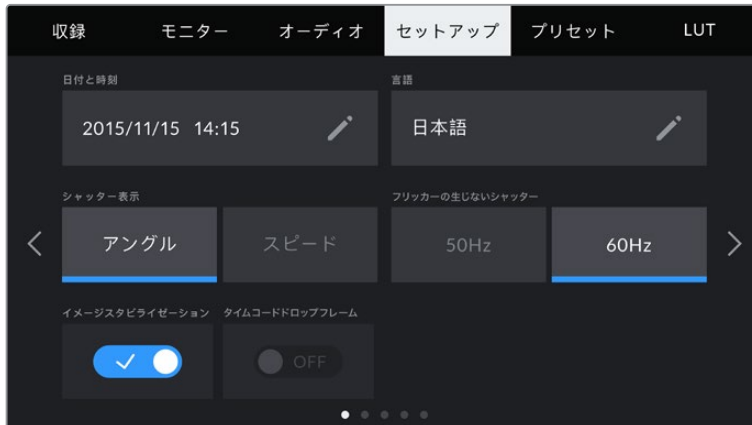 収録 モニター オーディオ セットアップ プリセット LUT
日付と時刻 言語
2015/11/15 14:15 日本語
シャッター表示 フリッカーの生じないシャッター
アングル スピード 50Hz 60Hz
イメージスタビライゼーション タイムコードドロップフレーム
OFF